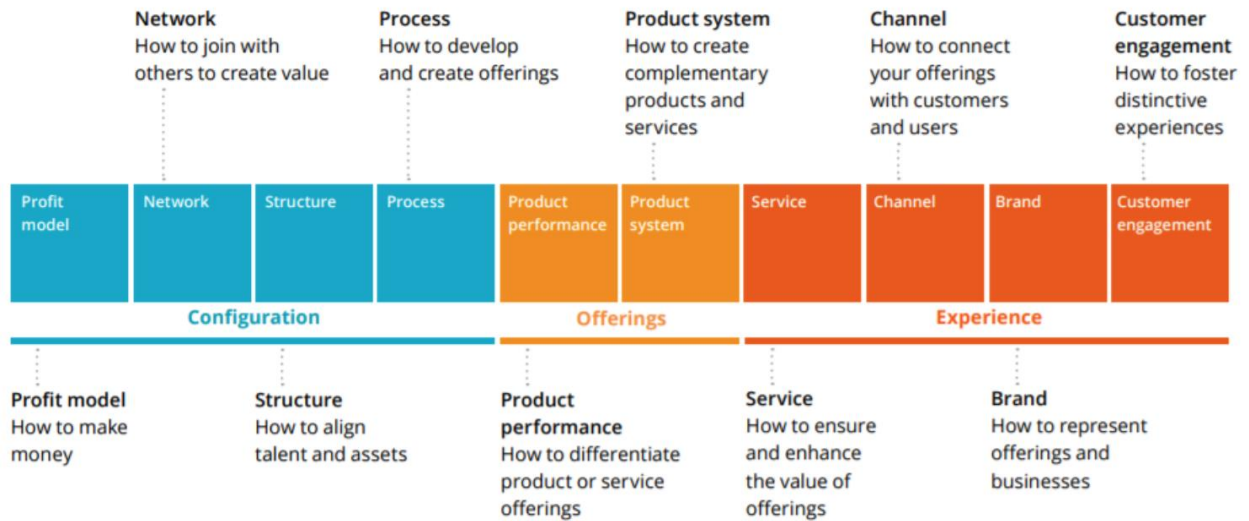 Network
How to join with
others to create value
Process
How to develop
and create offerings
Product system
How to create
complementary
products and
services
Channel
How to connect
your offerings
with customers
and users
Customer
engagement
How to foster
distinctive
experiences
Profit
model
Network
Structure
Process
Product
performance
Product
system
Service
Channel
Brand
Customer
engagement
Configuration
Offerings
Experience
Profit model
How to make
money
Structure
How to align
talent and assets
Product
performance
How to differentiate
product or service
offerings
Service
How to ensure
and enhance
the value of
offerings
Brand
How to represent
offerings and
businesses